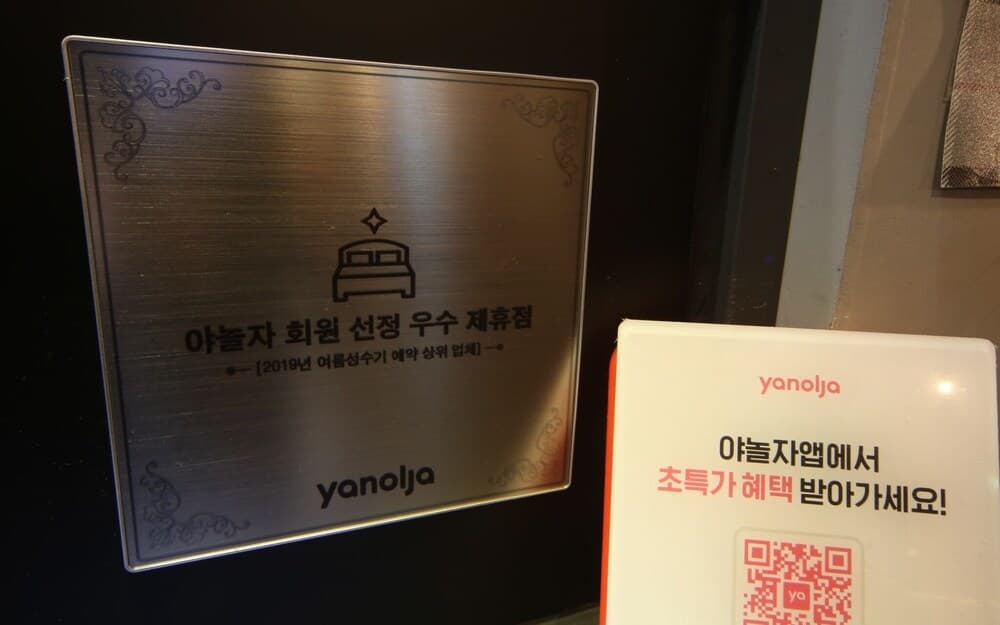 야놀자 회원 선정 우수 제휴점
[2019년 여름성수기 예약 상위 업체]
yanolja
yanolja
야놀자앱에서
초특가 혜택 받아가세요!
ya